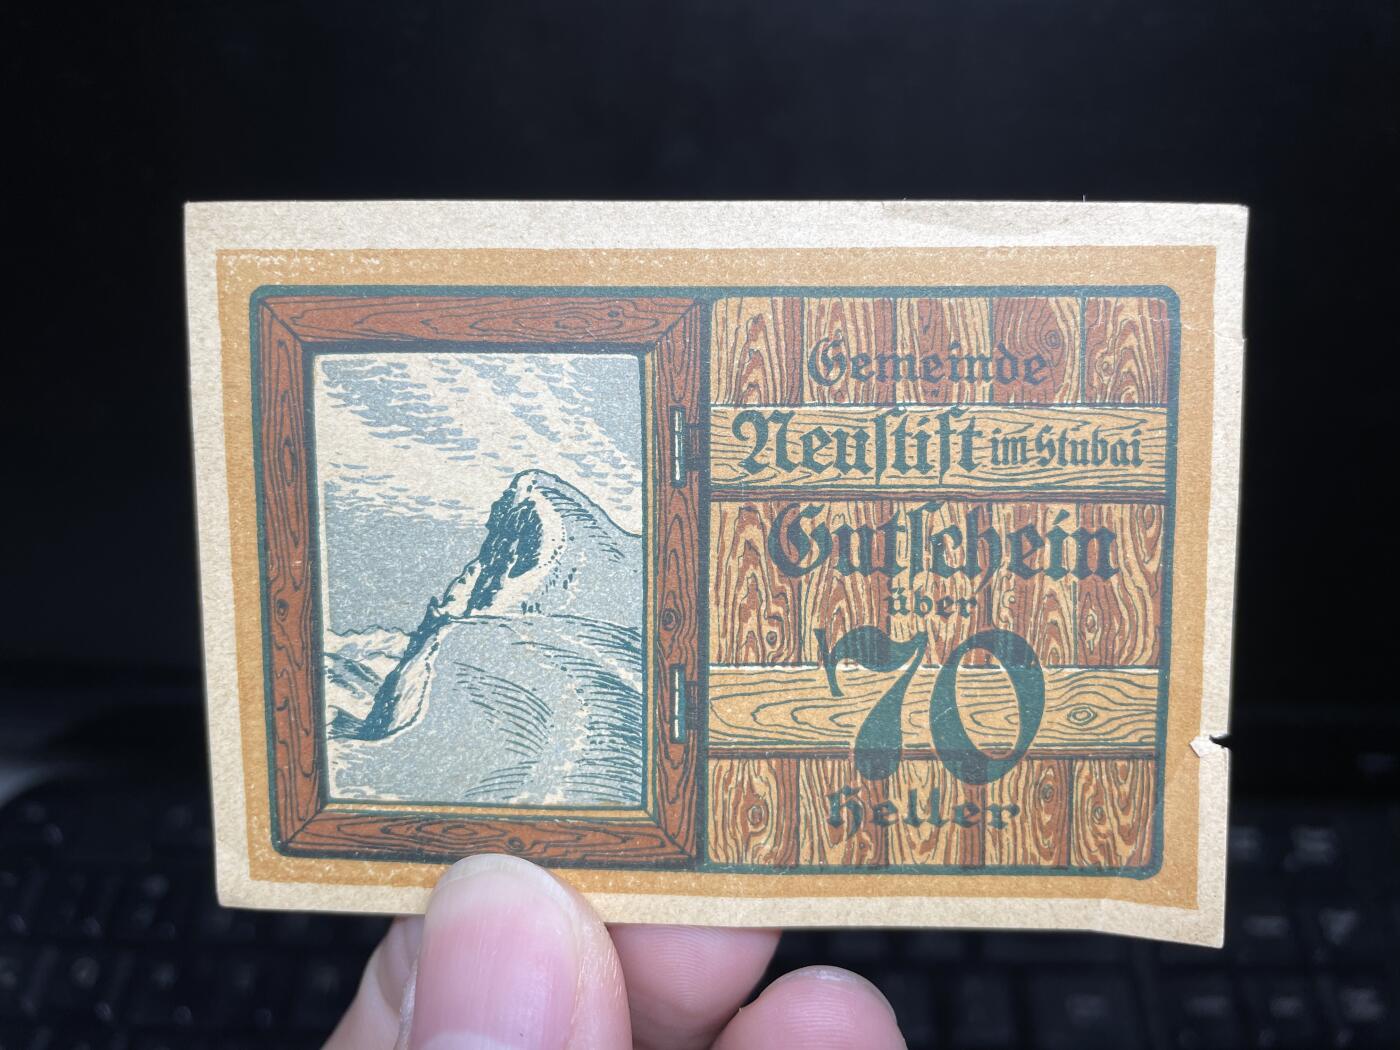 Gemeinde
Neuſtift im Stubai
Gutſchein
über
70
Heller